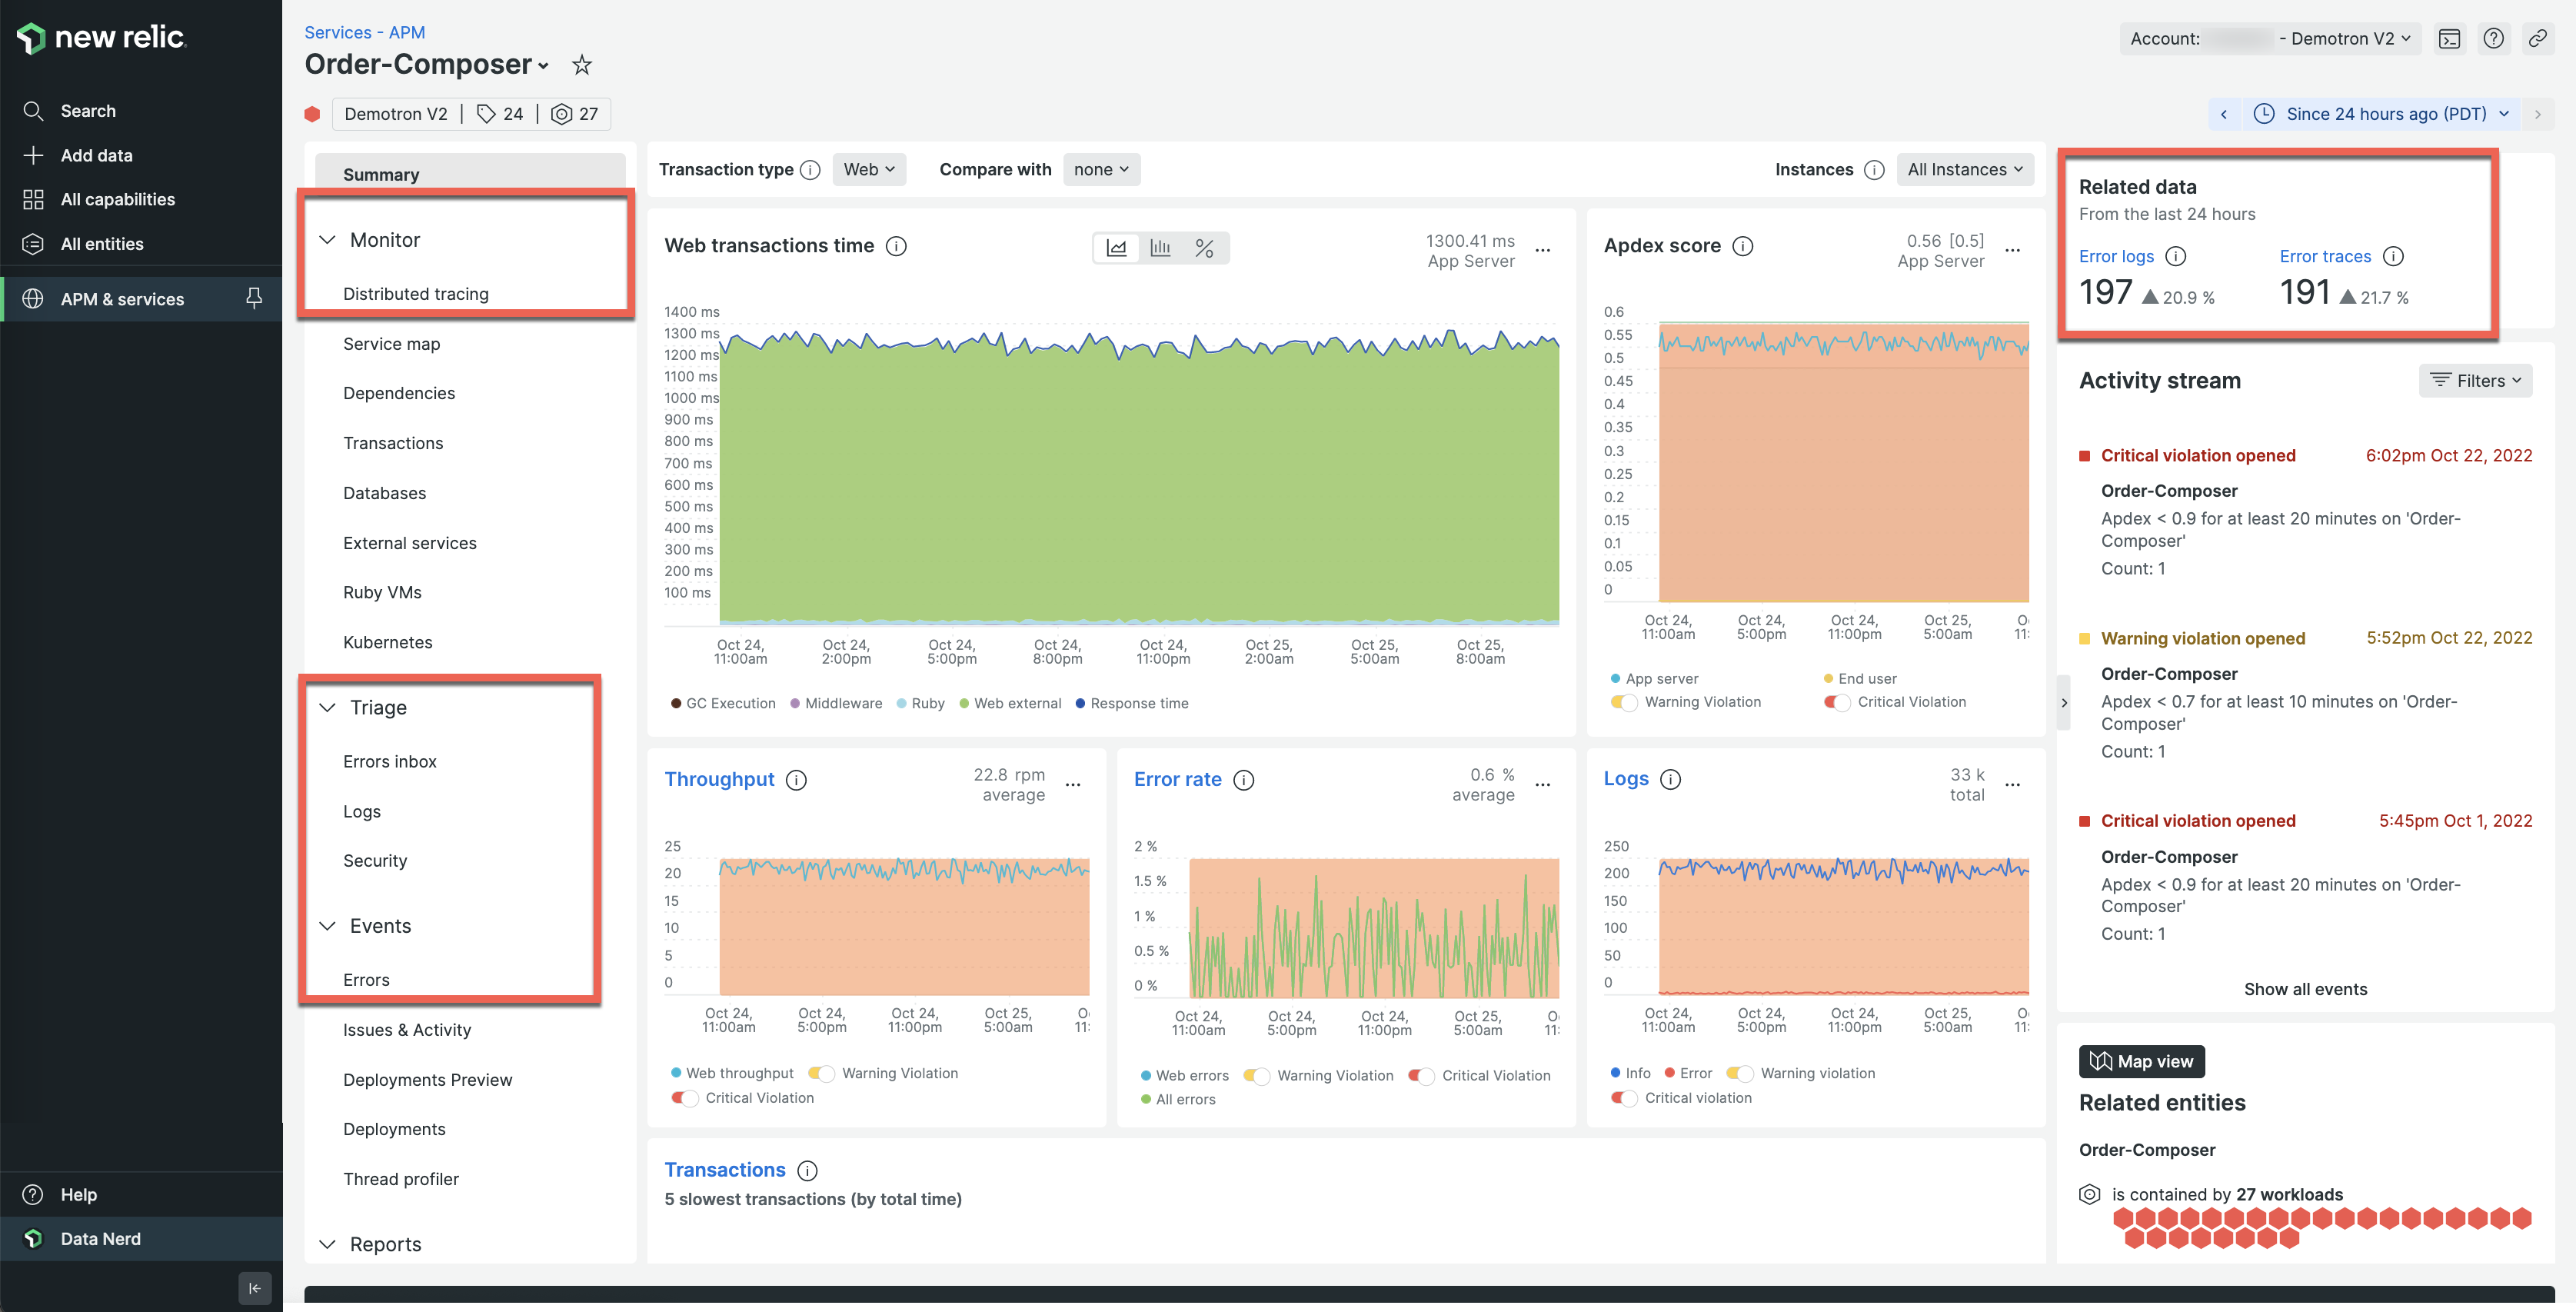 new relic.
Search
Add data
All capabilities
All entities
APM & services
Help
Data Nerd
Services - APM
Order-Composer
Demotron V2 | 24 | 27
Account:
- Demotron V2
Since 24 hours ago (PDT)
Summary
Monitor
Distributed tracing
Service map
Dependencies
Transactions
Databases
External services
Ruby VMs
Kubernetes
Triage
Errors inbox
Logs
Security
Events
Errors
Issues & Activity
Deployments Preview
Deployments
Thread profiler
Reports
Transaction type Web
Compare with none
Instances All Instances
Web transactions time
1300.41 ms
App Server
1400 ms
1300 ms
1200 ms
1100 ms
1000 ms
900 ms
800 ms
700 ms
600 ms
500 ms
400 ms
300 ms
200 ms
100 ms
Oct 24, 11:00am
Oct 24, 2:00pm
Oct 24, 5:00pm
Oct 24, 8:00pm
Oct 24, 11:00pm
Oct 25, 2:00am
Oct 25, 5:00am
Oct 25, 8:00am
GC Execution Middleware Ruby Web external Response time
Apdex score
0.56 [0.5]
App Server
0.6
0.55
0.5
0.45
0.4
0.35
0.3
0.25
0.2
0.15
0.1
0.05
0
Oct 24, 11:00am
Oct 24, 5:00pm
Oct 24, 11:00pm
Oct 25, 5:00am
O
11:
App server End user
Warning Violation Critical Violation
Throughput
22.8 rpm
average
25
20
15
10
5
0
Oct 24, 11:00am
Oct 24, 5:00pm
Oct 24, 11:00pm
Oct 25, 5:00am
O
11:
Web throughput Warning Violation
Critical Violation
Error rate
0.6 %
average
2 %
1.5 %
1 %
0.5 %
0 %
Oct 24, 11:00am
Oct 24, 5:00pm
Oct 24, 11:00pm
Oct 25, 5:00am
O
11:
Web errors Warning Violation Critical Violation
All errors
Logs
33 k
total
250
200
150
100
50
0
Oct 24, 11:00am
Oct 24, 5:00pm
Oct 24, 11:00pm
Oct 25, 5:00am
O
11:
Info Error Warning violation
Critical violation
Transactions
5 slowest transactions (by total time)
Related data
From the last 24 hours
Error logs
197 20.9 %
Error traces
191 21.7 %
Activity stream
Filters
Critical violation opened 6:02pm Oct 22, 2022
Order-Composer
Apdex < 0.9 for at least 20 minutes on 'Order-
Composer'
Count: 1
Warning violation opened 5:52pm Oct 22, 2022
Order-Composer
Apdex < 0.7 for at least 10 minutes on 'Order-
Composer'
Count: 1
Critical violation opened 5:45pm Oct 1, 2022
Order-Composer
Apdex < 0.9 for at least 20 minutes on 'Order-
Composer'
Count: 1
Show all events
Map view
Related entities
Order-Composer
is contained by 27 workloads